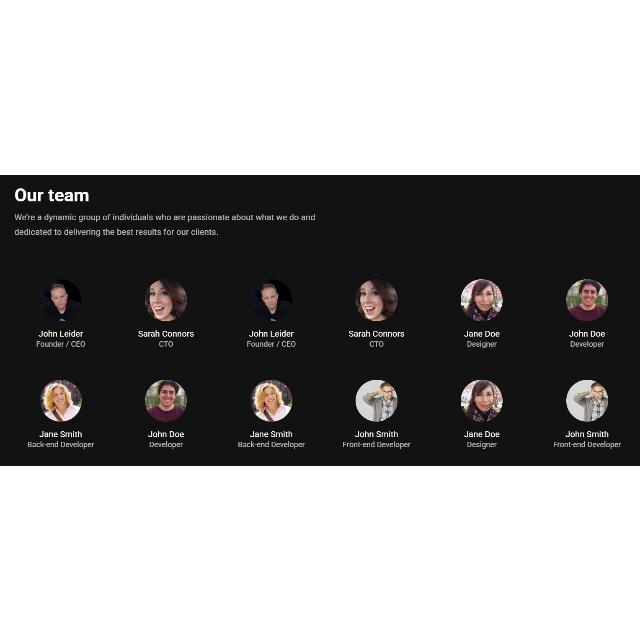 Our team
We're a dynamic group of individuals who are passionate about what we do and
dedicated to delivering the best results for our clients.
John Leider
Founder / CEO
Sarah Connors
CTO
John Leider
Founder / CEO
Sarah Connors
CTO
Jane Doe
Designer
John Doe
Developer
Jane Smith
Back-end Developer
John Doe
Developer
Jane Smith
Back-end Developer
John Smith
Front-end Developer
Jane Doe
Designer
John Smith
Front-end Developer